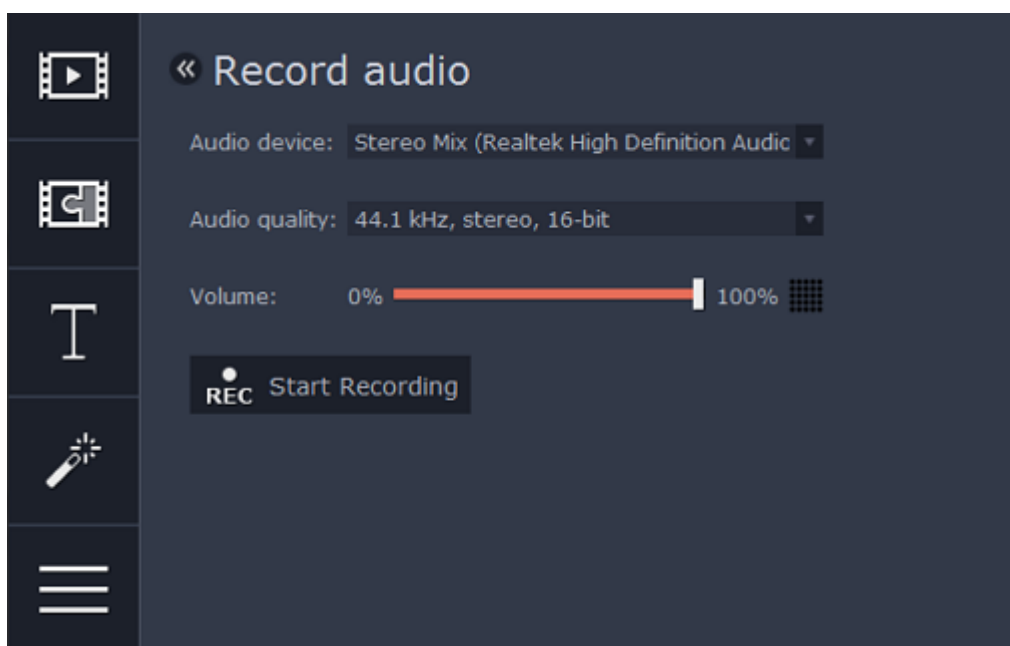 « Record audio
Audio device: Stereo Mix (Realtek High Definition Audic
Audio quality: 44.1 kHz, stereo, 16-bit
Volume: 0% 100%
REC Start Recording